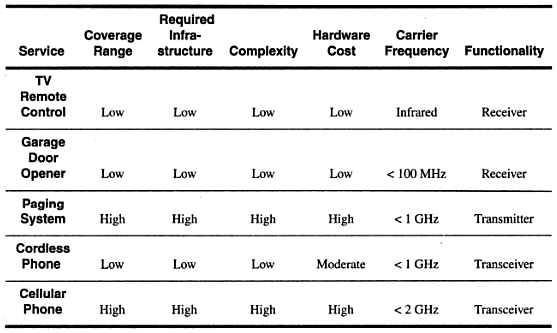 Service Coverage Range Required Infra-structure Complexity Hardware Cost Carrier Frequency Functionality
TV Remote Control Low Low Low Low Infrared Receiver
Garage Door Opener Low Low Low Low < 100 MHz Receiver
Paging System High High High High < 1 GHz Transmitter
Cordless Phone Low Low Low Moderate < 1 GHz Transceiver
Cellular Phone High High High High < 2 GHz Transceiver